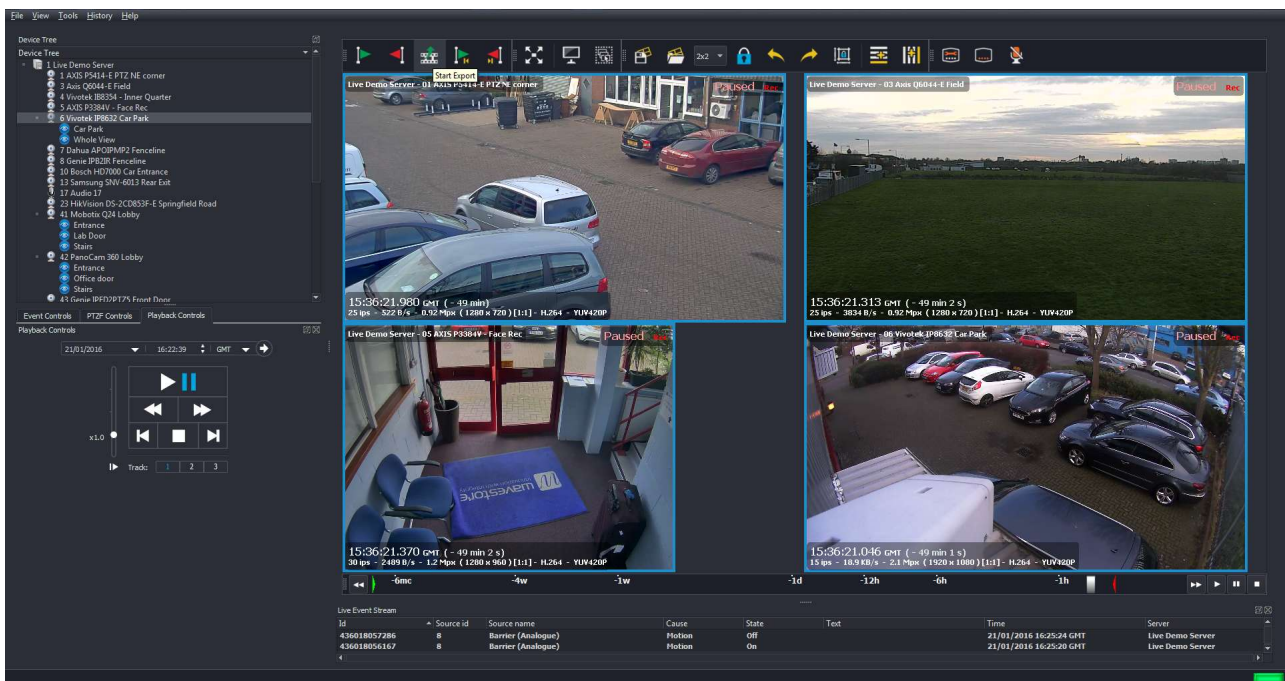 File View Tools History Help
Device Tree
Device Tree
1 Live Demo Server
1 AXIS P5414-E PTZ NE corner
3 Axis Q6044-E Field
4 Vivotek IB8354 - Inner Quarter
5 AXIS P3384V - Face Rec
6 Vivotek IP8632 Car Park
Car Park
Whole View
7 Dahua APOIPMP2 Fenceline
8 Genie IPB2IR Fenceline
10 Bosch HD7000 Car Entrance
13 Samsung SNV-6013 Rear Exit
17 Audio 17
23 HikVision DS-2CD853F-E Springfield Road
41 Mobotix Q24 Lobby
Entrance
Lab Door
Stairs
42 PanoCam 360 Lobby
Entrance
Office door
Stairs
43 Genie IPFD2PTZ5 Front Door
Event Controls PTZF Controls Playback Controls
Playback Controls
21/01/2016 16:22:39 GMT
x1.0
Track: 1 2 3
2x2
Start Export
Live Demo Server - 01 AXIS P5414-E PTZ NE corner Paused Rec
15:36:21.980 GMT ( - 49 min)
25 ips - 522 B/s - 0.92 Mpx ( 1280 x 720 ) [1:1] - H.264 - YUV420P
Live Demo Server - 03 Axis Q6044-E Field Paused Rec
15:36:21.313 GMT ( - 49 min 2 s)
25 ips - 3834 B/s - 0.92 Mpx ( 1280 x 720 ) [1:1] - H.264 - YUV420P
Live Demo Server - 05 AXIS P3384V - Face Rec Paused Rec
wavestore
15:36:21.370 GMT ( - 49 min 2 s)
30 ips - 2489 B/s - 1.2 Mpx ( 1280 x 960 ) [1:1] - H.264 - YUV420P
Live Demo Server - 06 Vivotek IP8632 Car Park Paused Rec
15:36:21.046 GMT ( - 49 min 1 s)
15 ips - 18.9 KB/s - 2.1 Mpx ( 1920 x 1080 ) [1:1] - H.264 - YUV420P
-6mc -4w -1w -1d -12h -6h -1h
Live Event Stream
Id Source id Source name Cause State Text Time Server
436018057286 8 Barrier (Analogue) Motion Off 21/01/2016 16:25:24 GMT Live Demo Server
436018056167 8 Barrier (Analogue) Motion On 21/01/2016 16:25:20 GMT Live Demo Server